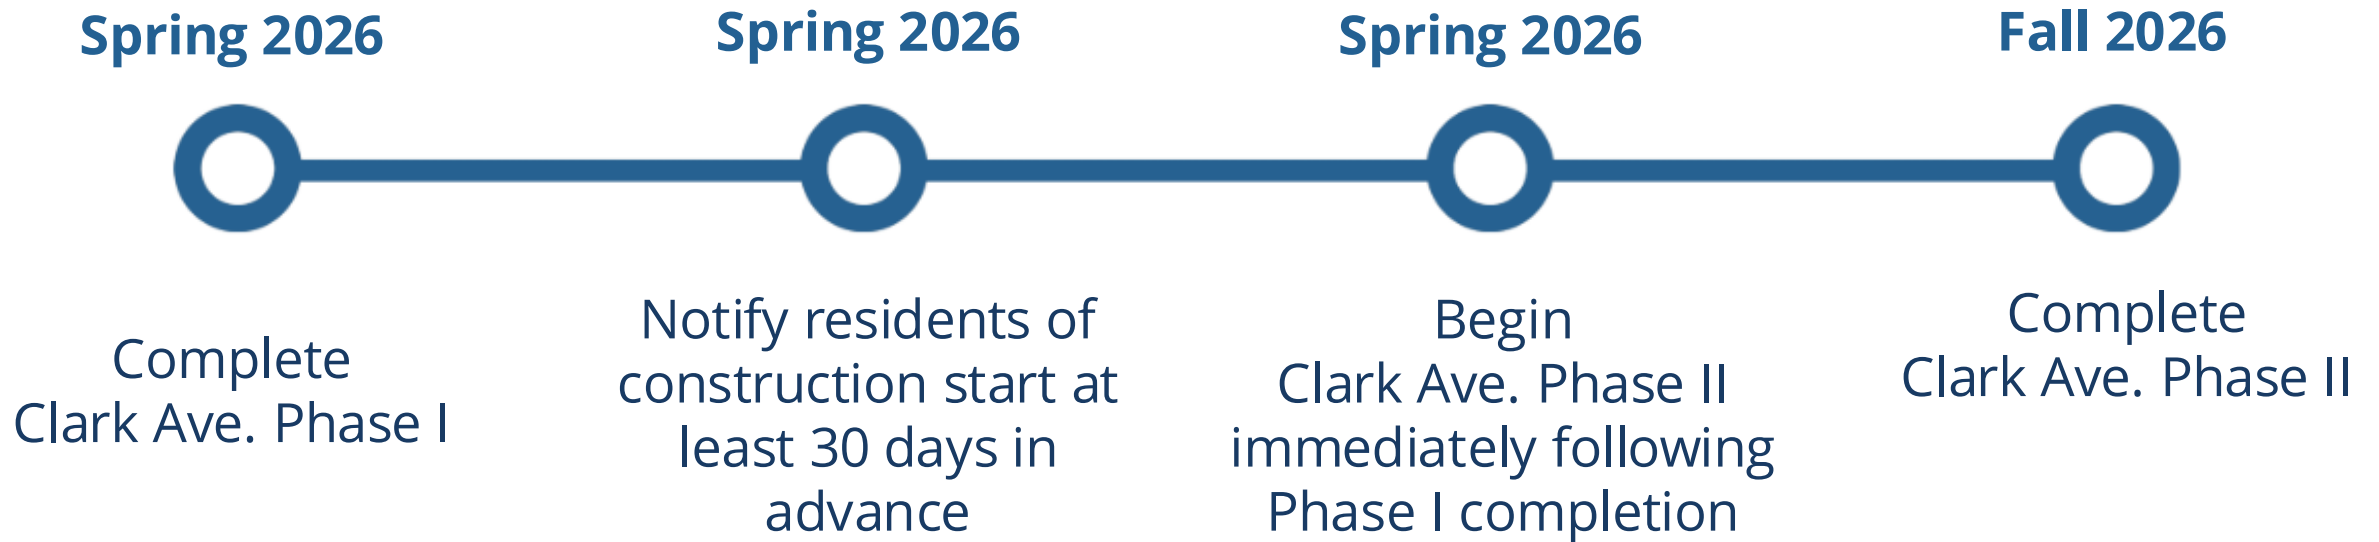 Spring 2026
Complete
Clark Ave. Phase I
Spring 2026
Notify residents of
construction start at
least 30 days in
advance
Spring 2026
Begin
Clark Ave. Phase II
immediately following
Phase I completion
Fall 2026
Complete
Clark Ave. Phase II